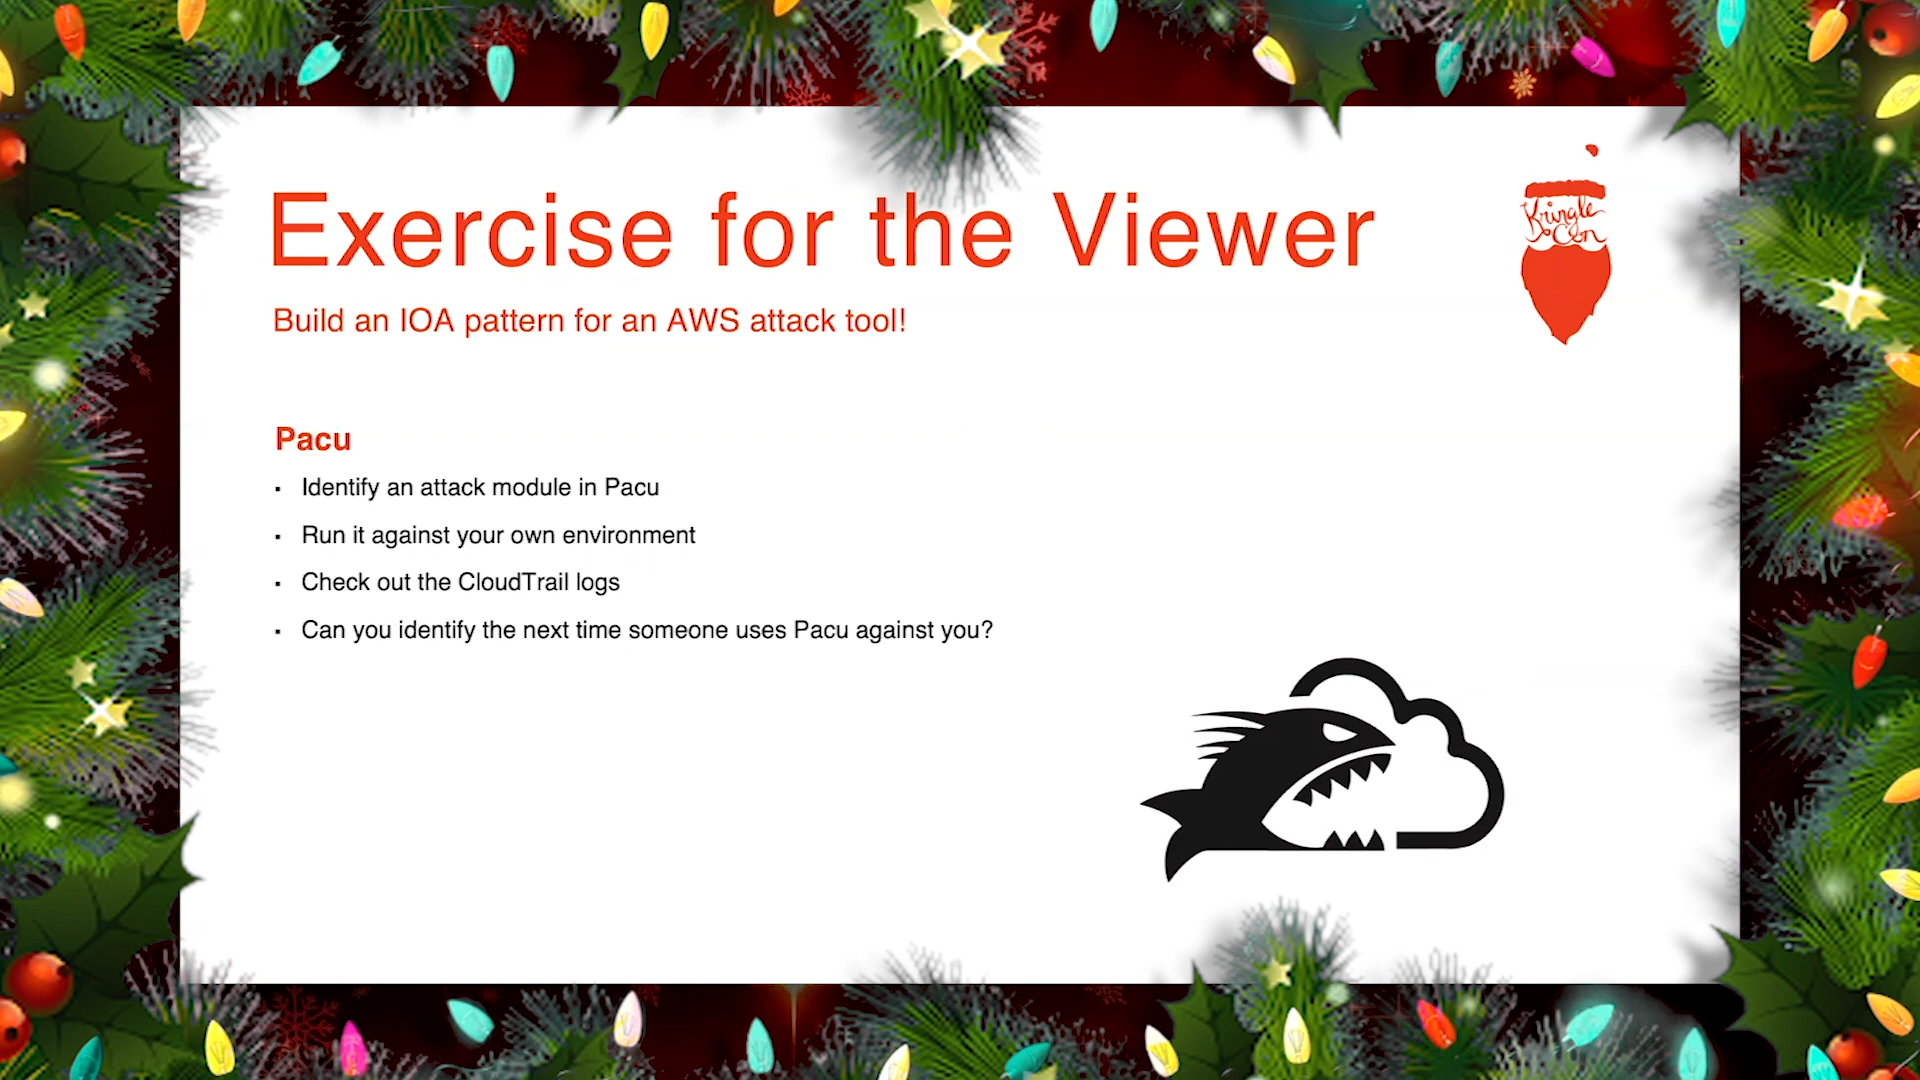 Exercise for the Viewer
Kringle
Con
Build an IOA pattern for an AWS attack tool!
Pacu
▪ Identify an attack module in Pacu
▪ Run it against your own environment
▪ Check out the CloudTrail logs
▪ Can you identify the next time someone uses Pacu against you?